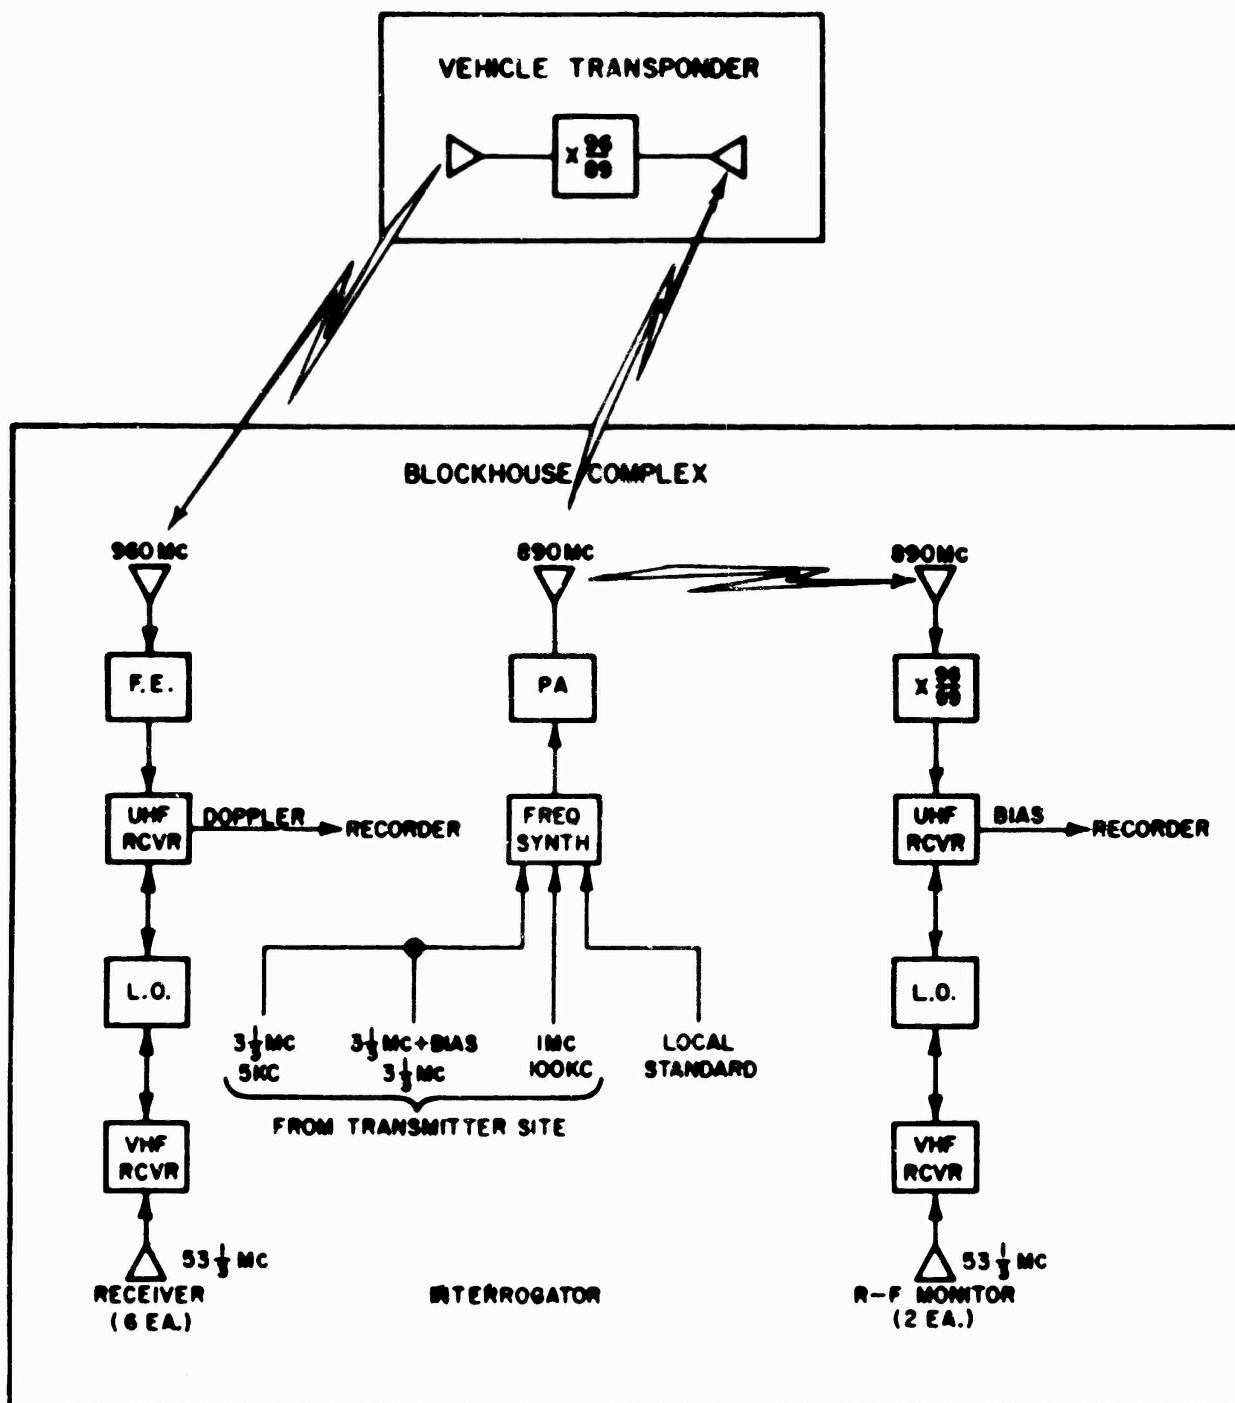 VEHICLE TRANSPONDER
X 96/89
BLOCKHOUSE COMPLEX
960 MC
890 MC
890 MC
F.E.
PA
X 96/89
UHF
RCVR
DOPPLER
RECORDER
FREQ
SYNTH
UHF
RCVR
BIAS
RECORDER
L.O.
L.O.
3 1/3 MC
5KC
3 1/3 MC + BIAS
3 1/3 MC
1MC
100KC
LOCAL
STANDARD
FROM TRANSMITTER SITE
VHF
RCVR
VHF
RCVR
53 1/3 MC
RECEIVER
(6 EA.)
INTERROGATOR
53 1/3 MC
R-F MONITOR
(2 EA.)